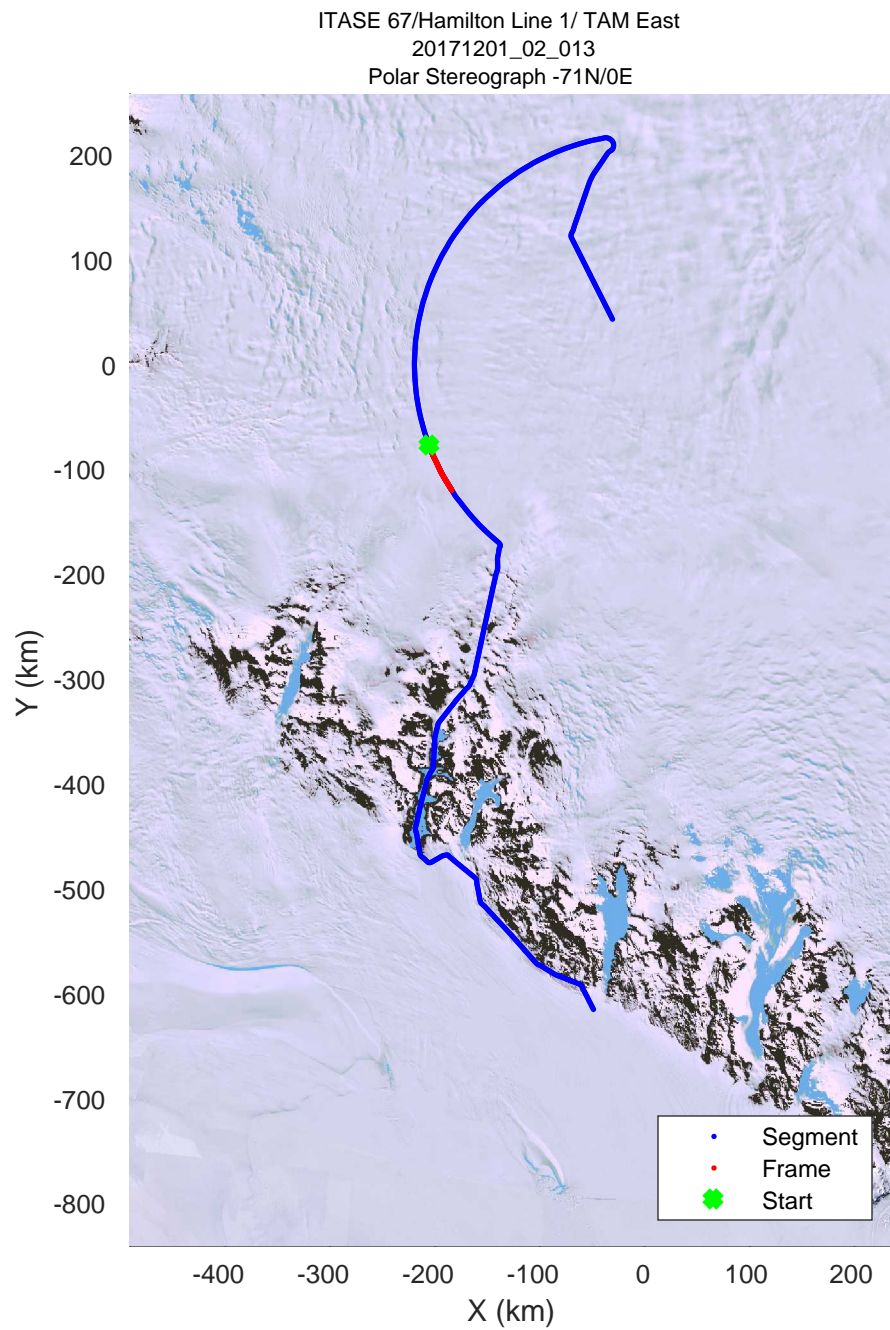 ITASE 67/Hamilton Line 1/ TAM East
20171201_02_013
Polar Stereograph -71N/0E
200
100
0
-100
-200
-300
-400
-500
-600
-700
-800
Y (km)
Segment
Frame
Start
-400 -300 -200 -100 0 100 200
X (km)